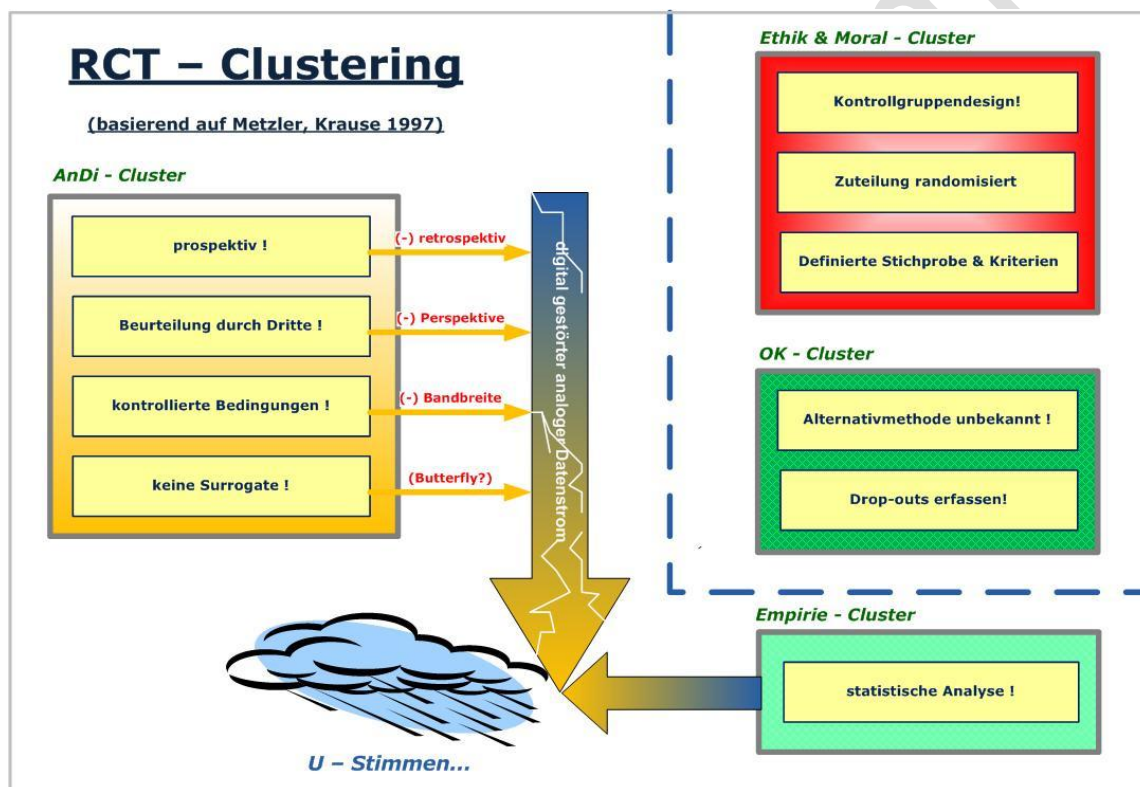 RCT – Clustering
(basierend auf Metzler, Krause 1997)
AnDi - Cluster
prospektiv !
(-) retrospektiv
Beurteilung durch Dritte !
(-) Perspektive
kontrollierte Bedingungen !
(-) Bandbreite
keine Surrogate !
(Butterfly?)
digital gestörter analoger Datenstrom
U – Stimmen...
Ethik & Moral - Cluster
Kontrollgruppendesign!
Zuteilung randomisiert
Definierte Stichprobe & Kriterien
OK - Cluster
Alternativmethode unbekannt !
Drop-outs erfassen!
Empirie - Cluster
statistische Analyse !